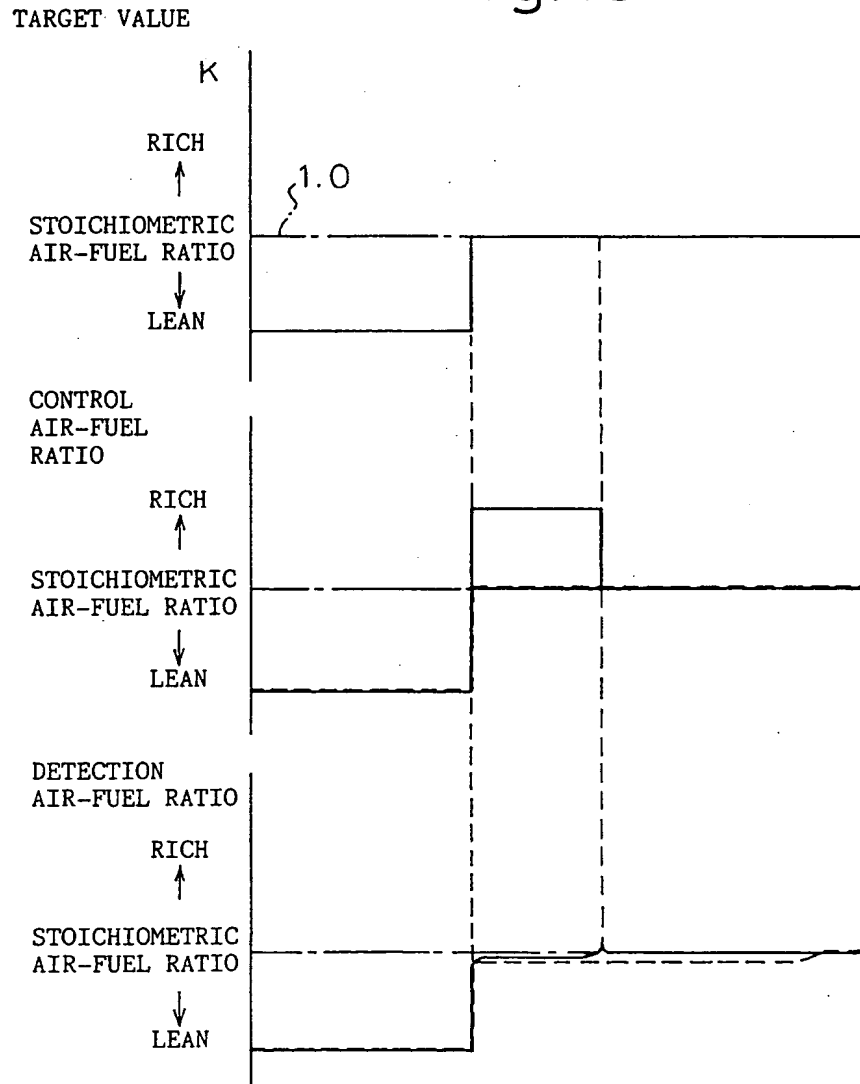 TARGET VALUE
K
RICH
↑
1.0
STOICHIOMETRIC
AIR-FUEL RATIO
↓
LEAN
CONTROL
AIR-FUEL
RATIO
RICH
↑
STOICHIOMETRIC
AIR-FUEL RATIO
↓
LEAN
DETECTION
AIR-FUEL RATIO
RICH
↑
STOICHIOMETRIC
AIR-FUEL RATIO
↓
LEAN